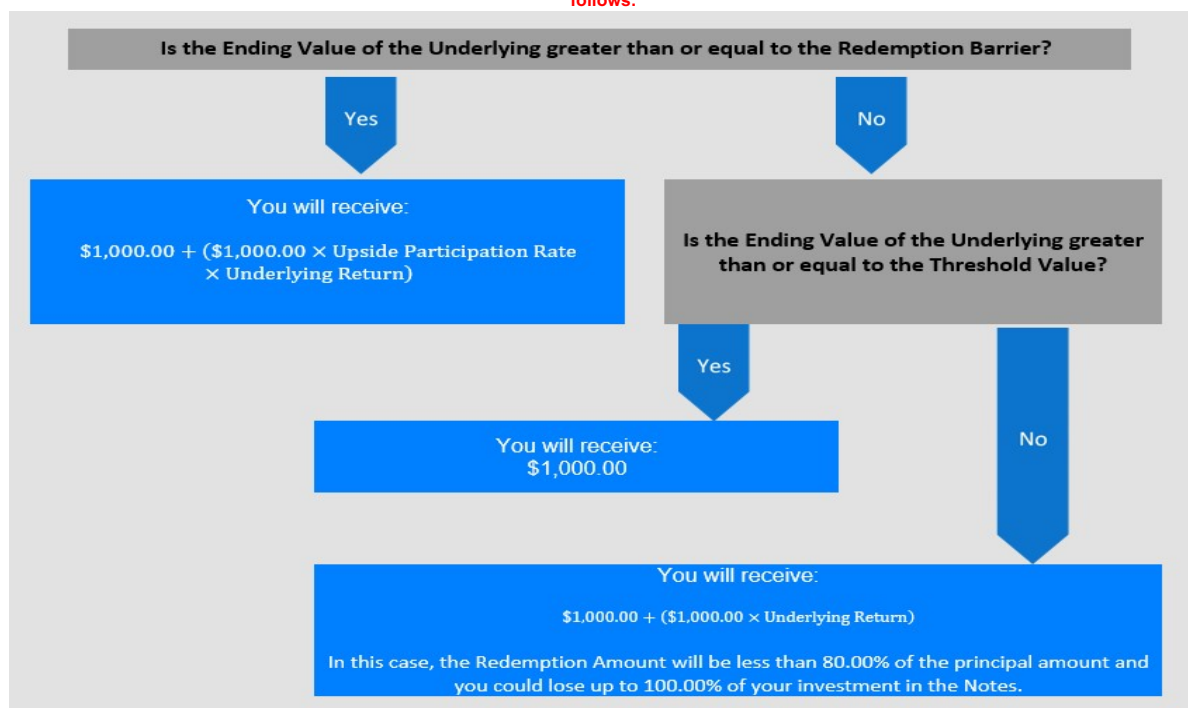 follows:
Is the Ending Value of the Underlying greater than or equal to the Redemption Barrier?
Yes
No
You will receive:
$1,000.00 + ($1,000.00 × Upside Participation Rate
× Underlying Return)
Is the Ending Value of the Underlying greater
than or equal to the Threshold Value?
Yes
No
You will receive:
$1,000.00
You will receive:
$1,000.00 + ($1,000.00 × Underlying Return)
In this case, the Redemption Amount will be less than 80.00% of the principal amount and
you could lose up to 100.00% of your investment in the Notes.